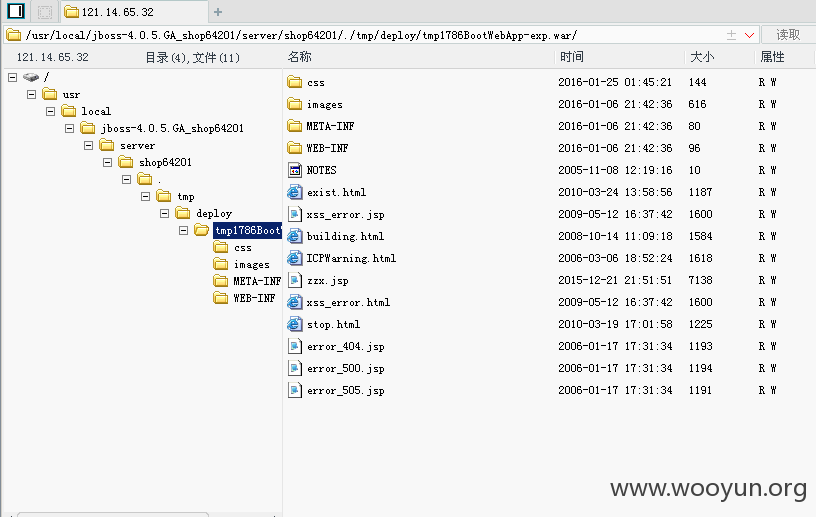 121.14.65.32
+
/usr/local/jboss-4.0.5.GA_shop64201/server/shop64201/./tmp/deploy/tmp1786BootWebApp-exp.war/ 读取
121.14.65.32 目录(4),文件(11) 名称 时间 大小 属性
/
usr
local
jboss-4.0.5.GA_shop64201
server
shop64201
.
tmp
deploy
tmp1786BootW
css
images
META-INF
WEB-INF
css 2016-01-25 01:45:21 144 R W
images 2016-01-06 21:42:36 616 R W
META-INF 2016-01-06 21:42:36 80 R W
WEB-INF 2016-01-06 21:42:36 96 R W
NOTES 2005-11-08 12:19:16 10 R W
exist.html 2010-03-24 13:58:56 1187 R W
xss_error.jsp 2009-05-12 16:37:42 1600 R W
building.html 2008-10-14 11:09:18 1584 R W
ICPWarning.html 2006-03-06 18:52:24 1618 R W
zzx.jsp 2015-12-21 21:51:51 7138 R W
xss_error.html 2009-05-12 16:37:42 1600 R W
stop.html 2010-03-19 17:01:58 1225 R W
error_404.jsp 2006-01-17 17:31:34 1193 R W
error_500.jsp 2006-01-17 17:31:34 1194 R W
error_505.jsp 2006-01-17 17:31:34 1191 R W
www.wooyun.org